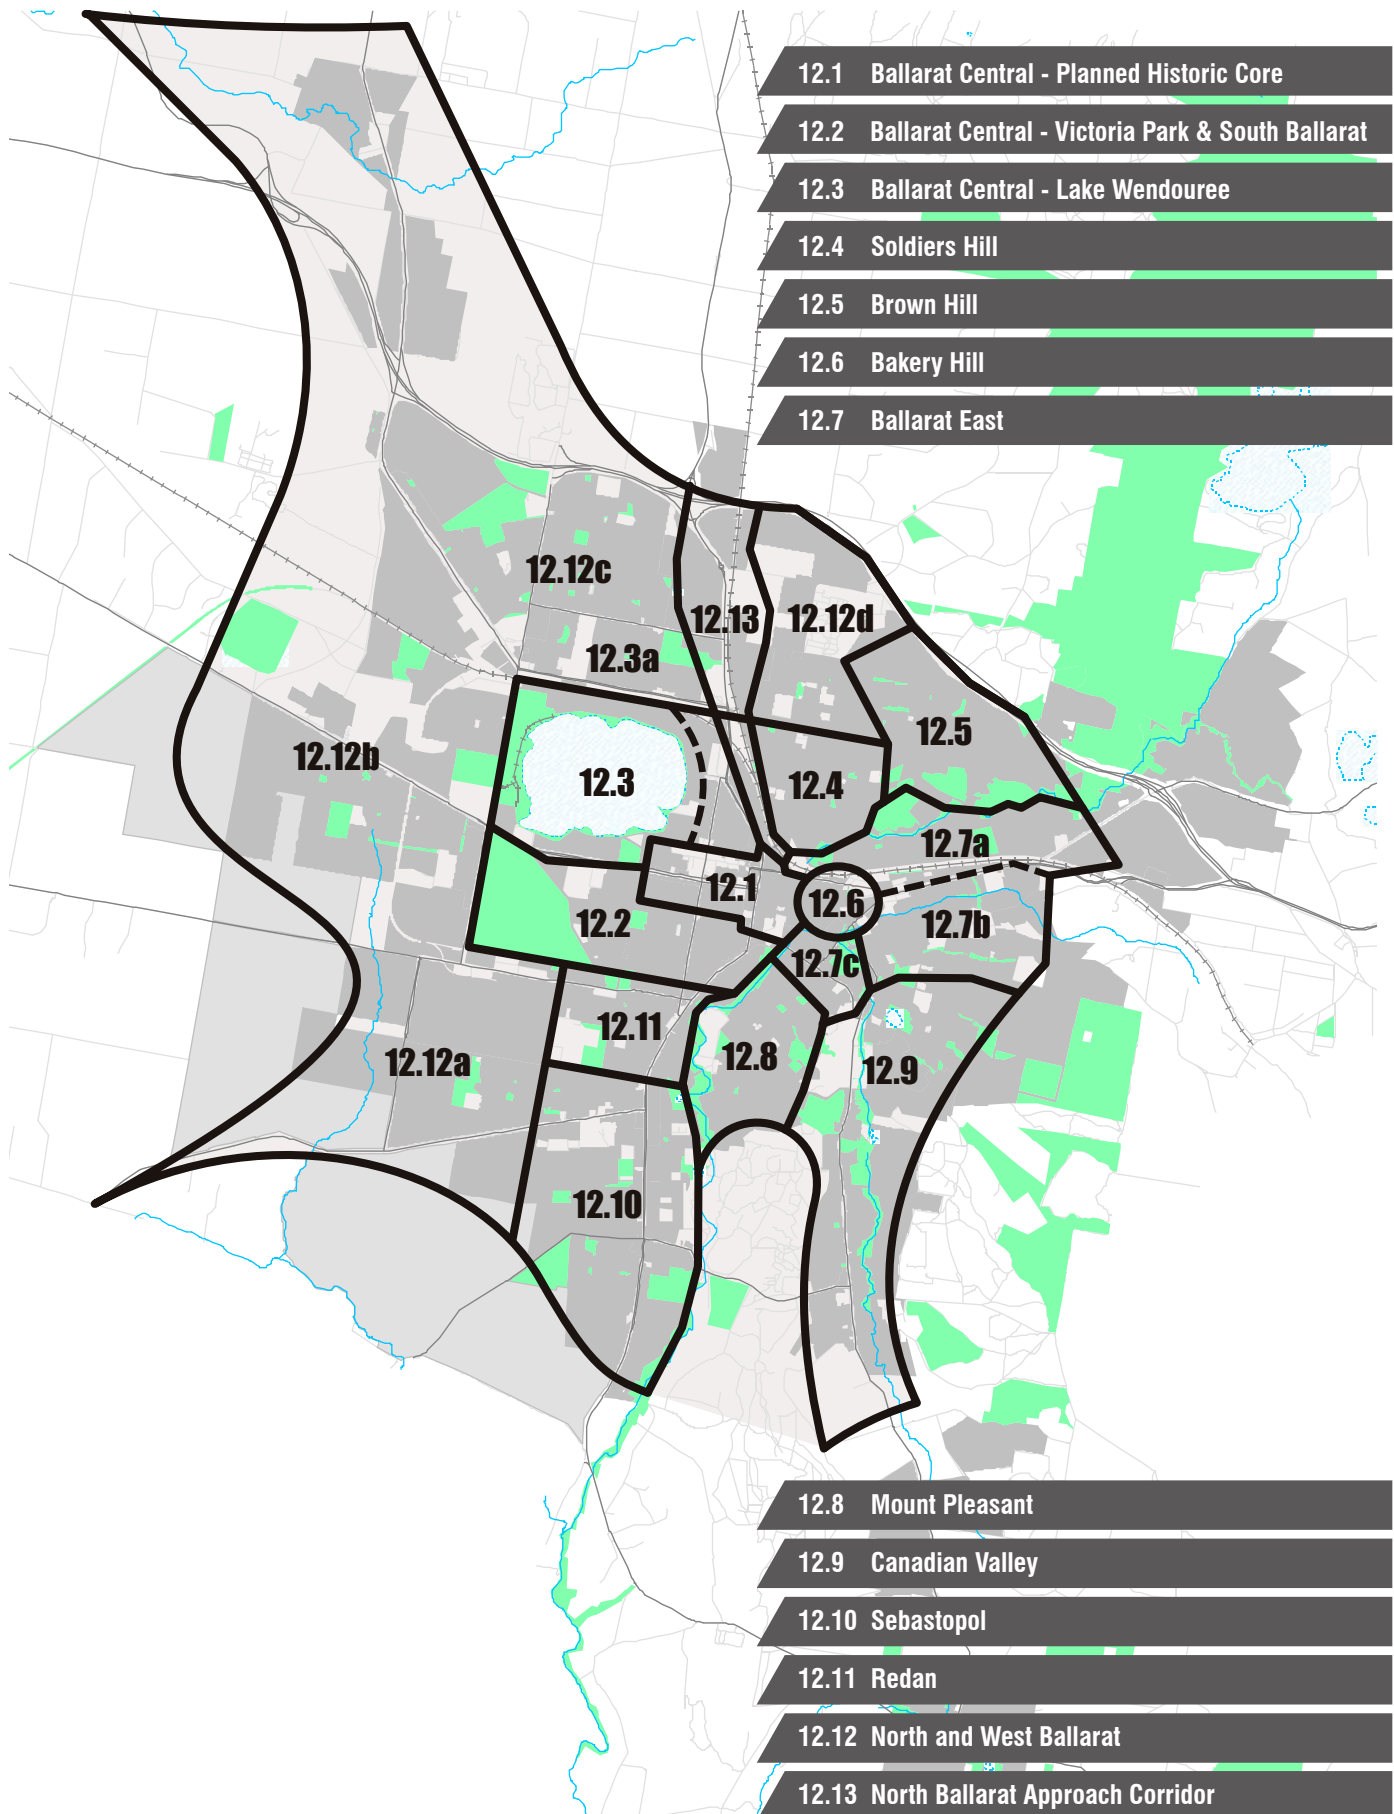 12.1 Ballarat Central - Planned Historic Core
12.2 Ballarat Central - Victoria Park & South Ballarat
12.3 Ballarat Central - Lake Wendouree
12.4 Soldiers Hill
12.5 Brown Hill
12.6 Bakery Hill
12.7 Ballarat East
12.12c
12.13
12.12d
12.3a
12.5
12.12b
12.3
12.4
12.7a
12.1
12.6
12.2
12.7b
12.7c
12.11
12.8
12.12a
12.9
12.10
12.8 Mount Pleasant
12.9 Canadian Valley
12.10 Sebastopol
12.11 Redan
12.12 North and West Ballarat
12.13 North Ballarat Approach Corridor